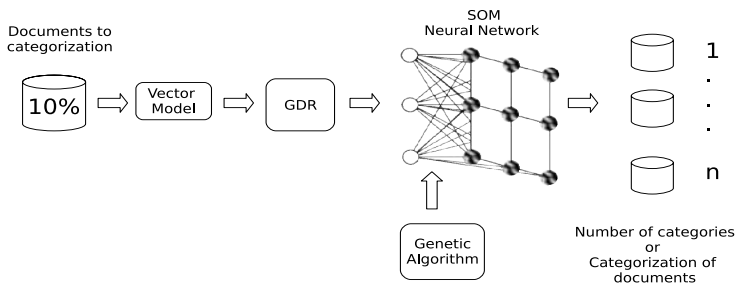 Documents to
categorization
10%
Vector
Model
GDR
SOM
Neural Network
Genetic
Algorithm
1
.
.
.
n
Number of categories
or
Categorization of
documents